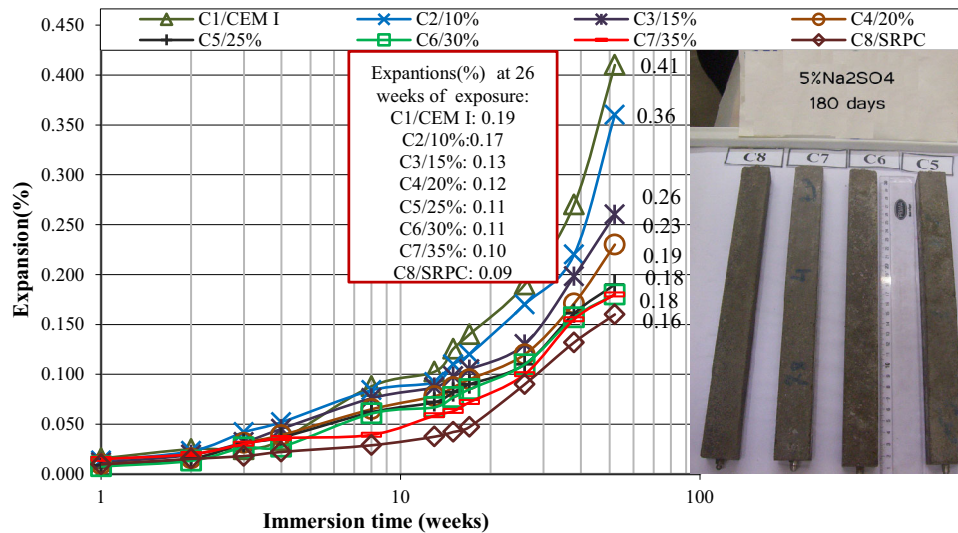 C1/CEM I C2/10% C3/15% C4/20%
C5/25% C6/30% C7/35% C8/SRPC
Expansion(%)
0.450
0.400
0.350
0.300
0.250
0.200
0.150
0.100
0.050
0.000
Expantions(%) at 26
weeks of exposure:
C1/CEM I: 0.19
C2/10%:0.17
C3/15%: 0.13
C4/20%: 0.12
C5/25%: 0.11
C6/30%: 0.11
C7/35%: 0.10
C8/SRPC: 0.09
0.41
0.36
0.26
0.23
0.19
0.18
0.18
0.16
1 10 100
Immersion time (weeks)
5%Na2SO4
180 days
C8 C7 C6 C5